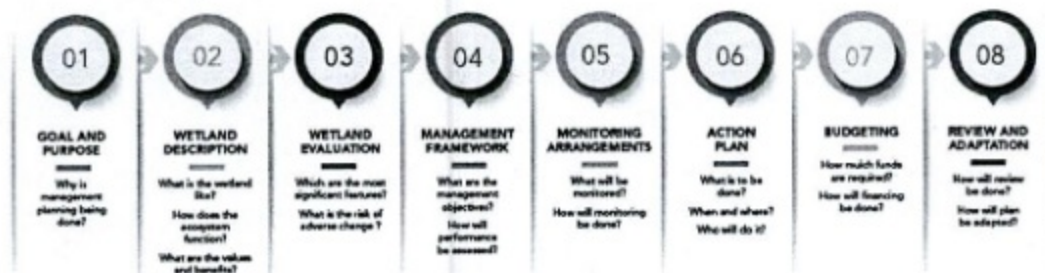 01
GOAL AND
PURPOSE
Why is
management
planning being
done?
02
WETLAND
DESCRIPTION
What is the wetland
like?
How does the
ecosystem
function?
What are the values
and benefits?
03
WETLAND
EVALUATION
Which are the most
significant features?
What is the risk of
adverse change ?
04
MANAGEMENT
FRAMEWORK
What are the
management
objectives?
How will
performance
be assessed?
05
MONITORING
ARRANGEMENTS
What will be
monitored?
How will monitoring
be done?
06
ACTION
PLAN
What is to be
done?
When and where?
Who will do it?
07
BUDGETING
How much funds
are required?
How will financing
be done?
08
REVIEW AND
ADAPTATION
How will review
be done?
How will plan
be adapted?